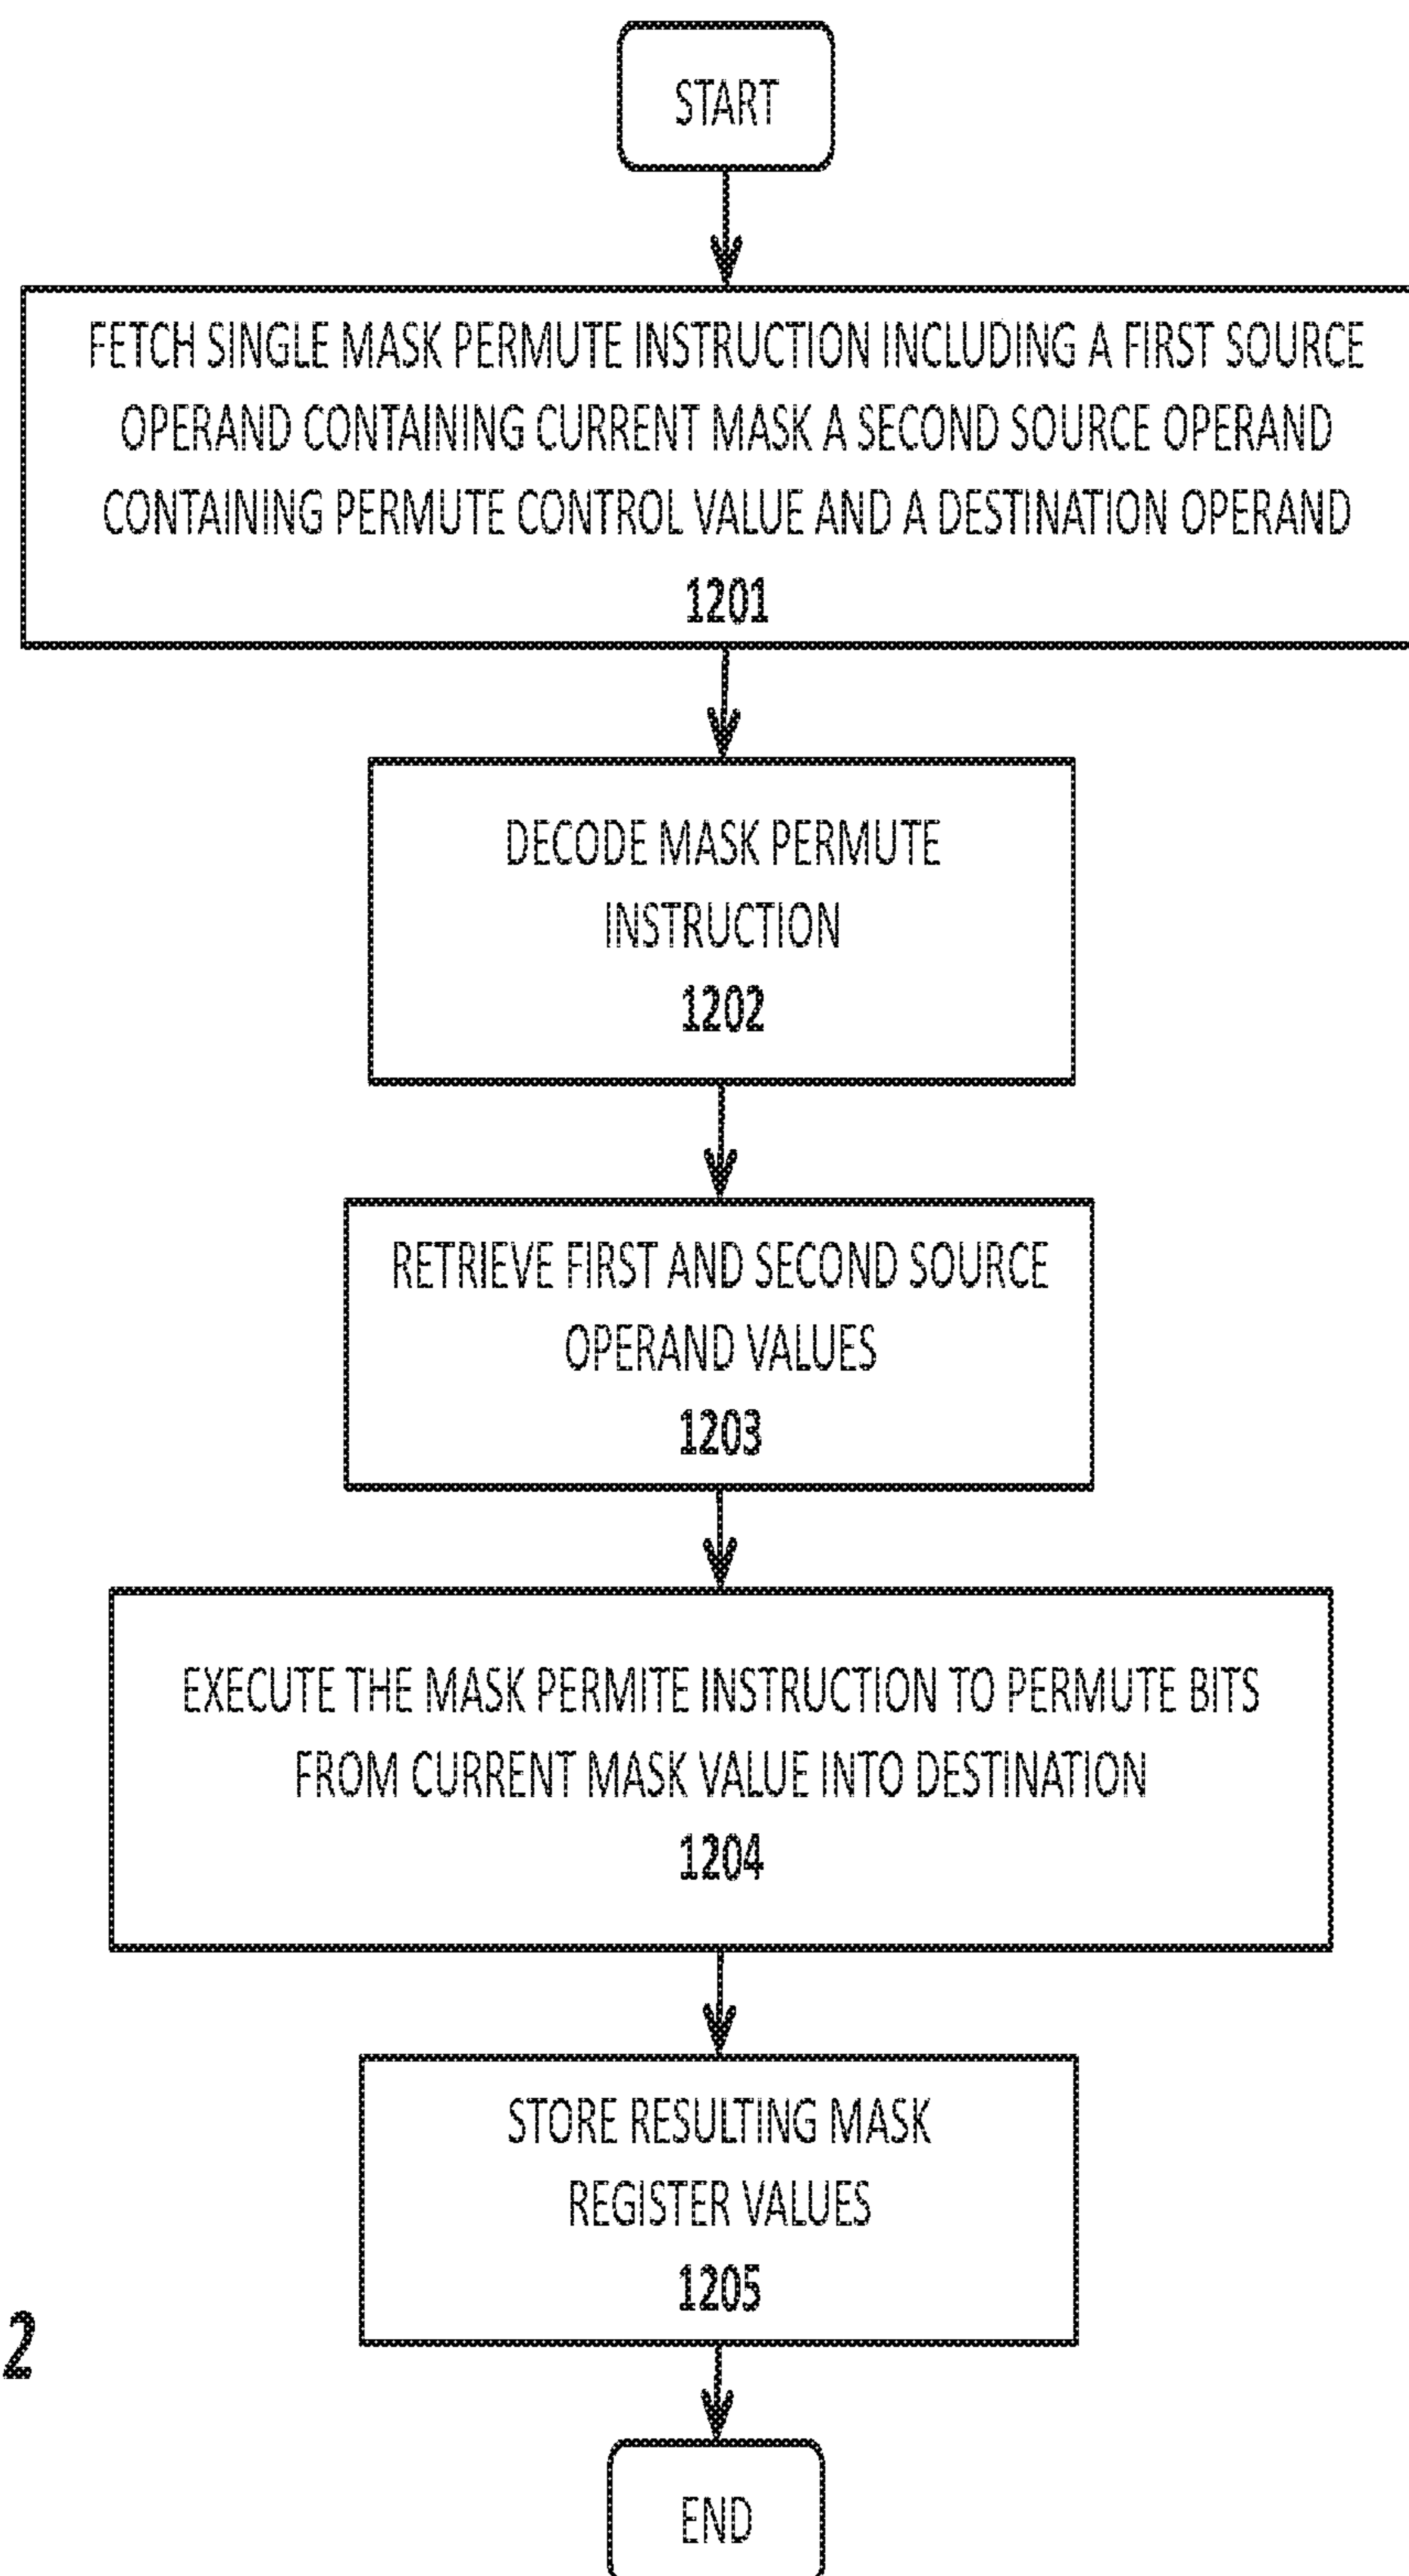 START
FETCH SINGLE MASK PERMUTE INSTRUCTION INCLUDING A FIRST SOURCE
OPERAND CONTAINING CURRENT MASK A SECOND SOURCE OPERAND
CONTAINING PERMUTE CONTROL VALUE AND A DESTINATION OPERAND
1201
DECODE MASK PERMUTE
INSTRUCTION
1202
RETRIEVE FIRST AND SECOND SOURCE
OPERAND VALUES
1203
EXECUTE THE MASK PERMITE INSTRUCTION TO PERMUTE BITS
FROM CURRENT MASK VALUE INTO DESTINATION
1204
STORE RESULTING MASK
REGISTER VALUES
1205
2
END